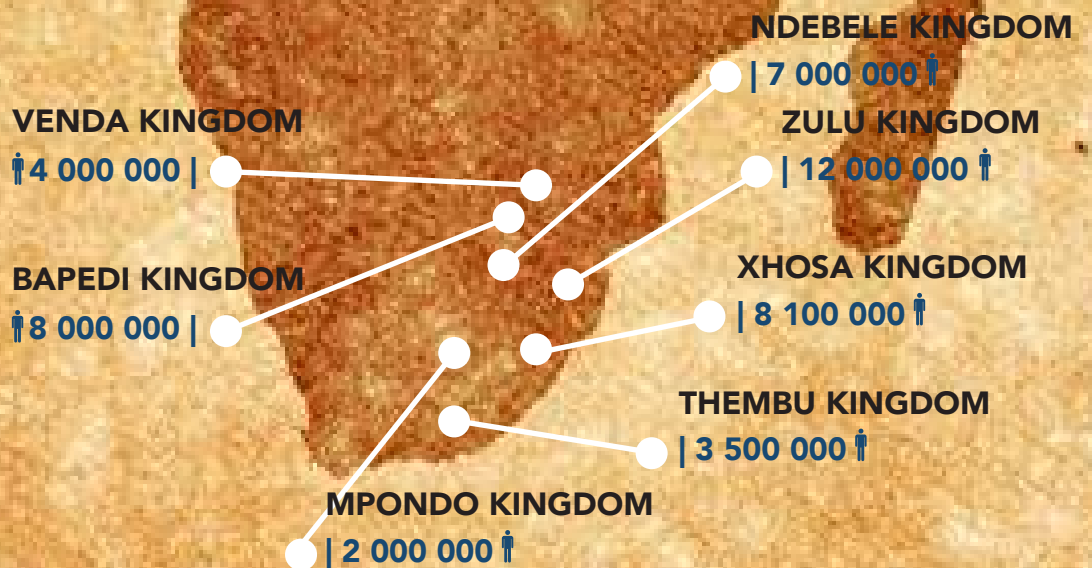 NDEBELE KINGDOM
| 7 000 000
VENDA KINGDOM
4 000 000 |
ZULU KINGDOM
| 12 000 000
BAPEDI KINGDOM
8 000 000 |
XHOSA KINGDOM
| 8 100 000
THEMBU KINGDOM
| 3 500 000
MPONDO KINGDOM
| 2 000 000